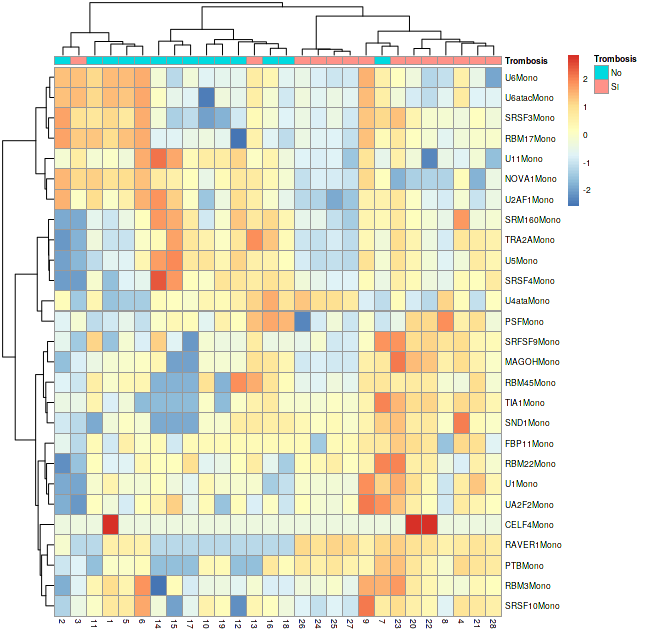 Trombosis
Trombosis
No
SI
2
1
0
-1
-2
U6Mono
U6atacMono
SRSF3Mono
RBM17Mono
U11Mono
NOVA1Mono
U2AF1Mono
SRM160Mono
TRA2AMono
U5Mono
SRSF4Mono
U4ataMono
PSFMono
SRFSF9Mono
MAGOHMono
RBM45Mono
TIA1Mono
SND1Mono
FBP11Mono
RBM22Mono
U1Mono
UA2F2Mono
CELF4Mono
RAVER1Mono
PTBMono
RBM3Mono
SRSF10Mono
2 3 11 1 5 6 14 15 17 10 19 12 13 16 18 26 24 25 27 9 7 23 20 22 8 4 21 28